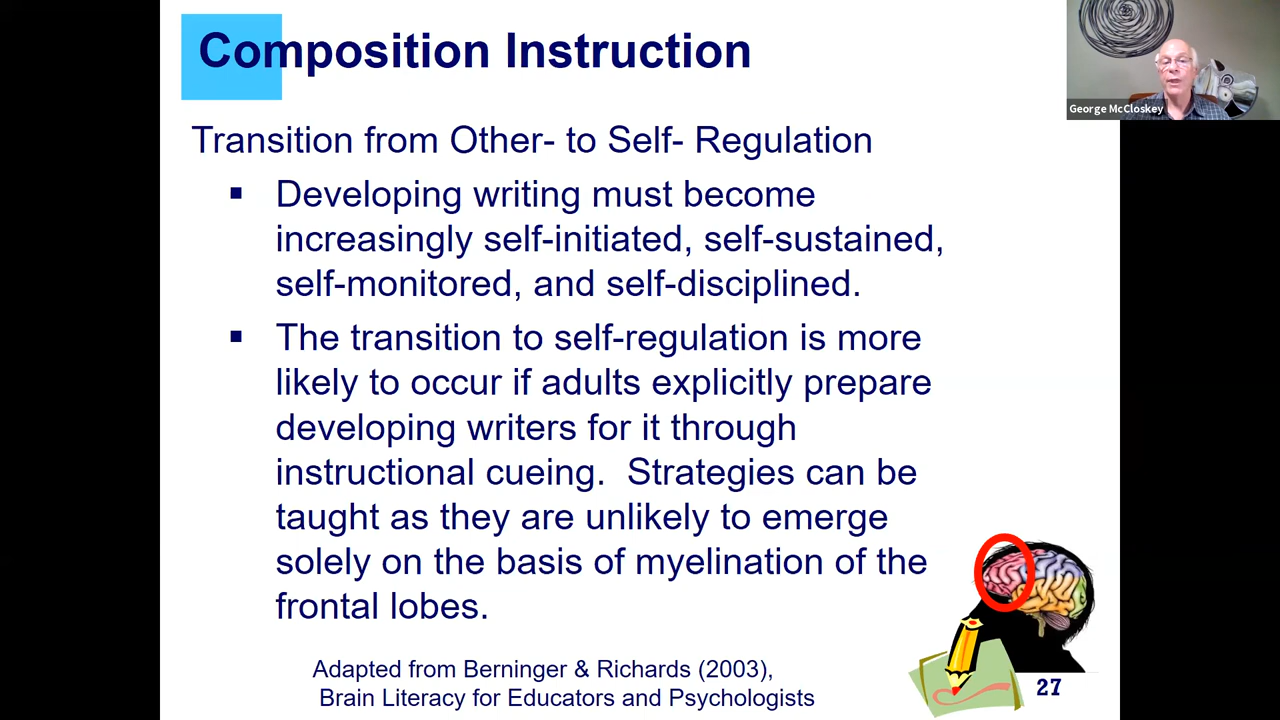 Composition Instruction
George McCloskey
Transition from Other- to Self- Regulation
▪ Developing writing must become
increasingly self-initiated, self-sustained,
self-monitored, and self-disciplined.
▪ The transition to self-regulation is more
likely to occur if adults explicitly prepare
developing writers for it through
instructional cueing.  Strategies can be
taught as they are unlikely to emerge
solely on the basis of myelination of the
frontal lobes.
Adapted from Berninger & Richards (2003),
Brain Literacy for Educators and Psychologists
27